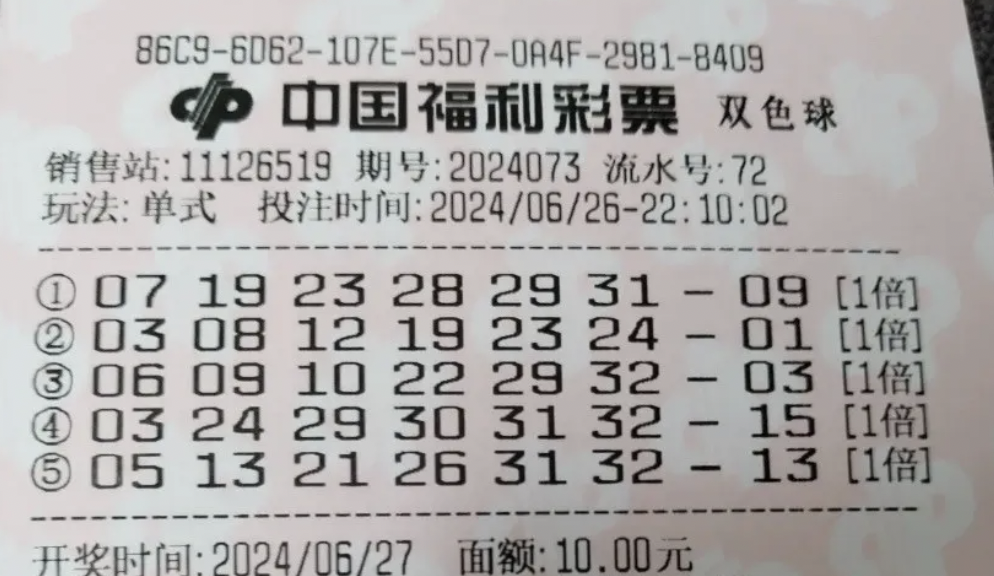 86C9-6D62-107E-55D7-0A4F-2981-8409
中国福利彩票 双色球
销售站:11126519 期号:2024073 流水号:72
玩法:单式 投注时间:2024/06/26-22:10:02
① 07 19 23 28 29 31 - 09 [1倍]
② 03 08 12 19 23 24 - 01 [1倍]
③ 06 09 10 22 29 32 - 03 [1倍]
④ 03 24 29 30 31 32 - 15 [1倍]
⑤ 05 13 21 26 31 32 - 13 [1倍]
开奖时间:2024/06/27 面额:10.00元